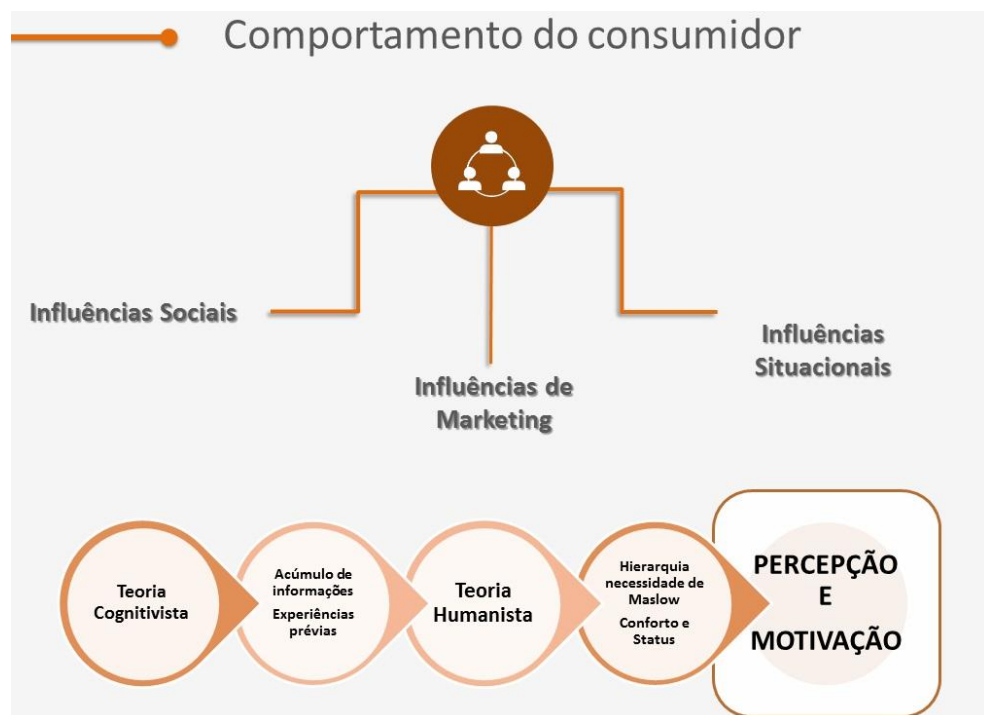 Comportamento do consumidor
Influências Sociais
Influências de
Marketing
Influências
Situacionais
Teoria
Cognitivista
Acúmulo de
informações
Experiências
prévias
Teoria
Humanista
Hierarquia
necessidade de
Maslow
Conforto e
Status
PERCEPÇÃO
E
MOTIVAÇÃO